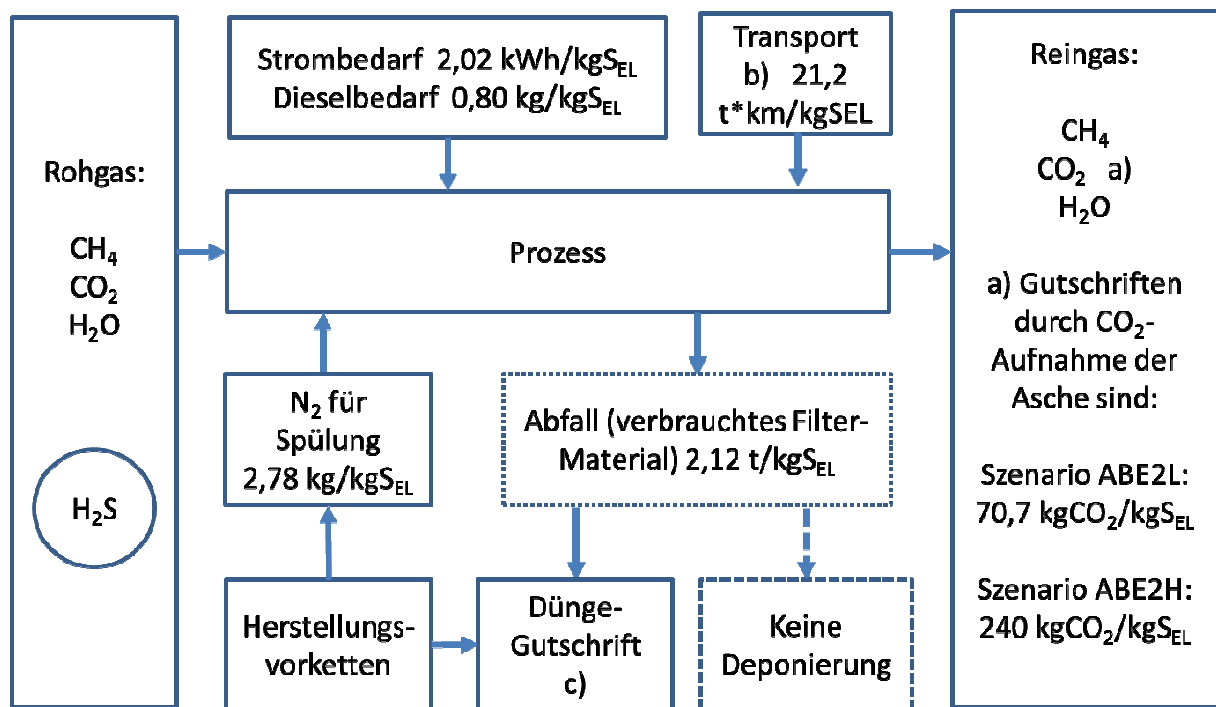 Rohgas:
CH₄
CO₂
H₂O
H₂S
Strombedarf 2,02 kWh/kgS_EL
Dieselbedarf 0,80 kg/kgS_EL
Transport
b) 21,2
t*km/kgSEL
Prozess
N₂ für
Spülung
2,78 kg/kgS_EL
Abfall (verbrauchtes Filter-
Material) 2,12 t/kgS_EL
Herstellungs-
vorketten
Dünge-
Gutschrift
c)
Keine
Deponierung
Reingas:
CH₄
CO₂ a)
H₂O
a) Gutschriften
durch CO₂-
Aufnahme der
Asche sind:
Szenario ABE2L:
70,7 kgCO₂/kgS_EL
Szenario ABE2H:
240 kgCO₂/kgS_EL